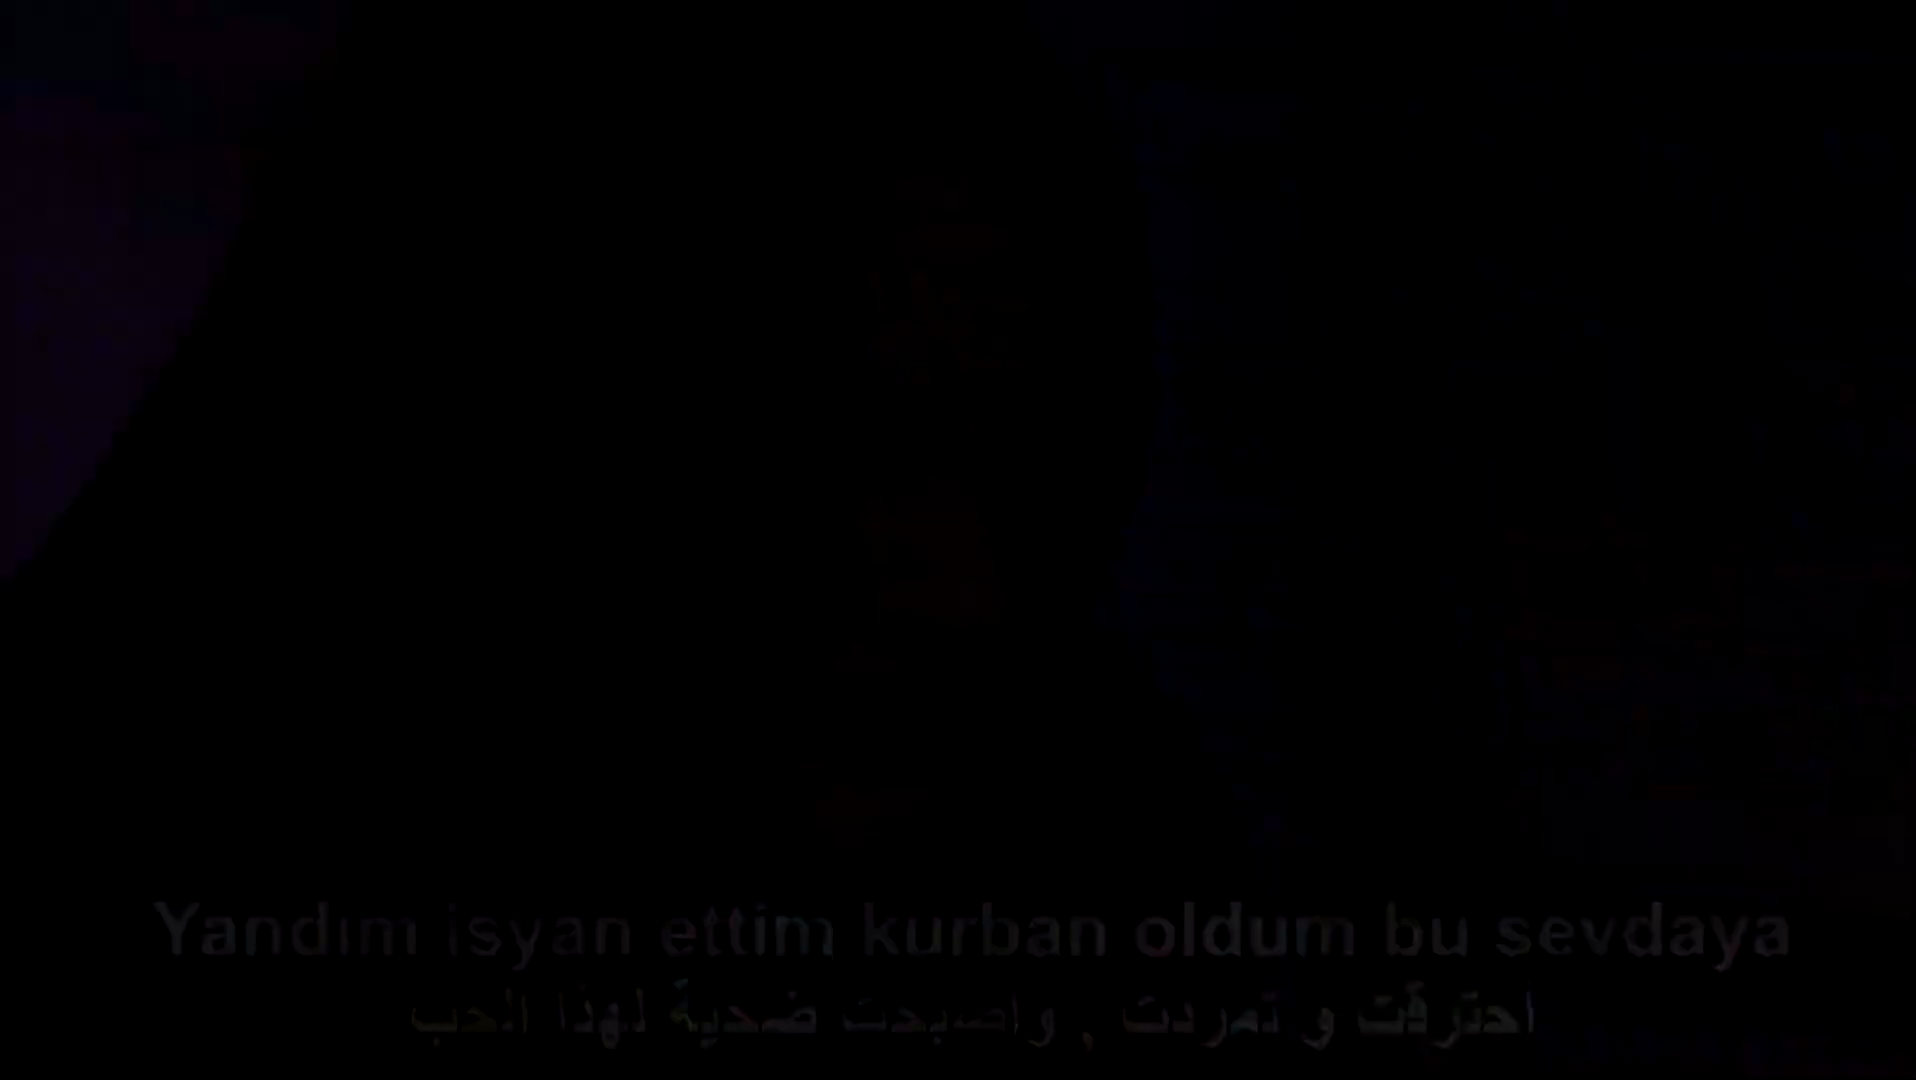 Yandım isyan ettim kurban oldum bu sevdaya
احترقت و تمردت , واصبحت ضحية لهذا الحب